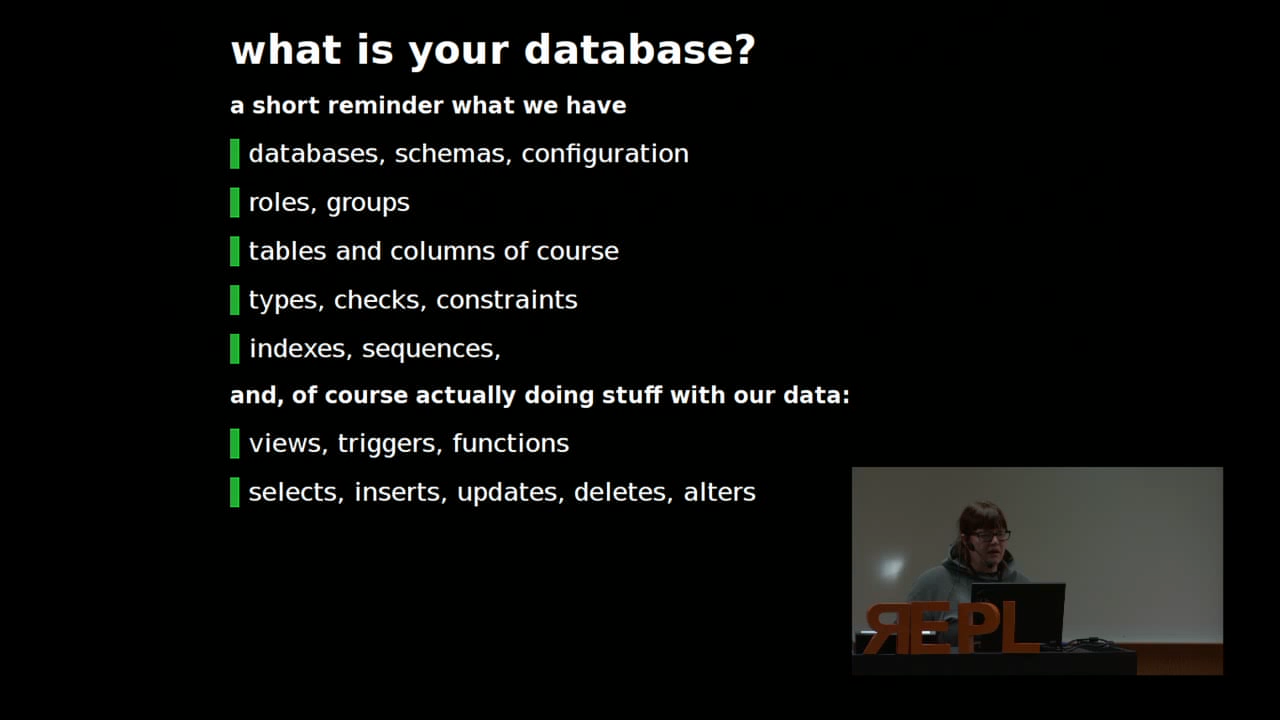 what is your database?
a short reminder what we have
databases, schemas, configuration
roles, groups
tables and columns of course
types, checks, constraints
indexes, sequences,
and, of course actually doing stuff with our data:
views, triggers, functions
selects, inserts, updates, deletes, alters
ЯEPL